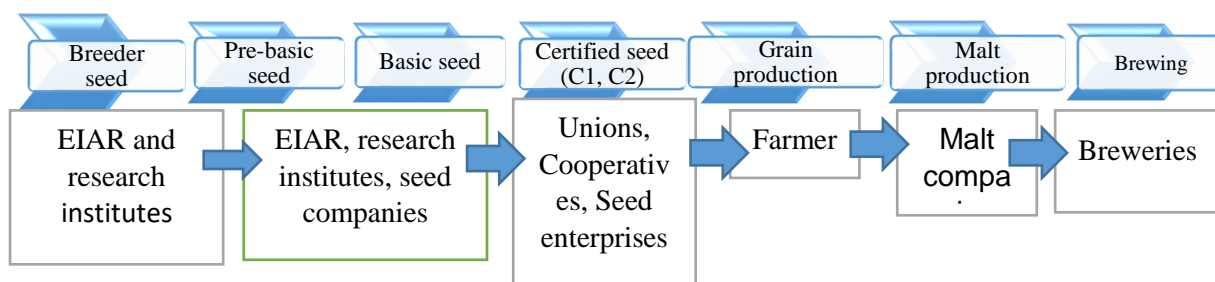 Breeder
seed
Pre-basic
seed
Basic seed
Certified seed
(C1, C2)
Grain
production
Malt
production
Brewing
EIAR and
research
institutes
EIAR, research
institutes, seed
companies
Unions,
Cooperativ
es, Seed
enterprises
Farmer
Malt
compa
Breweries